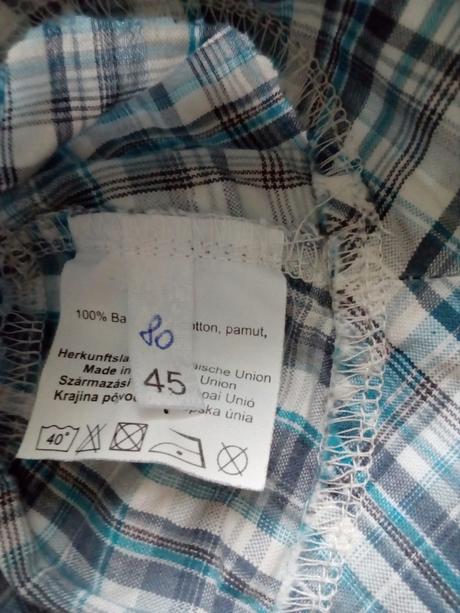 100% Ba otton, pamut,
80
Herkunftsla ische Union
Made in Union
45
Származási pai Unió
Krajina pôvo pska únia
40°